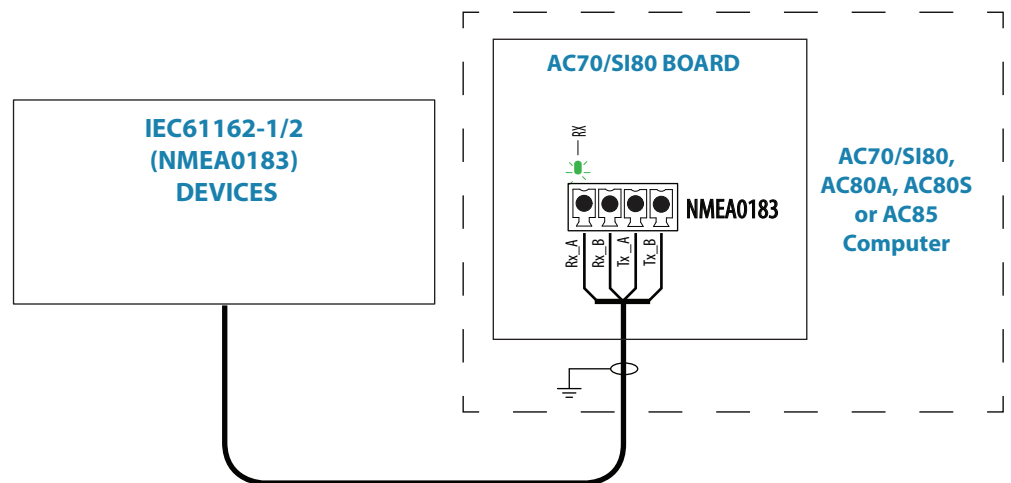 AC70/SI80 BOARD
IEC61162-1/2
(NMEA0183)
DEVICES
RX
AC70/SI80,
AC80A, AC80S
or AC85
Computer
NMEA0183
Rx_A
Rx_B
Tx_A
Tx_B